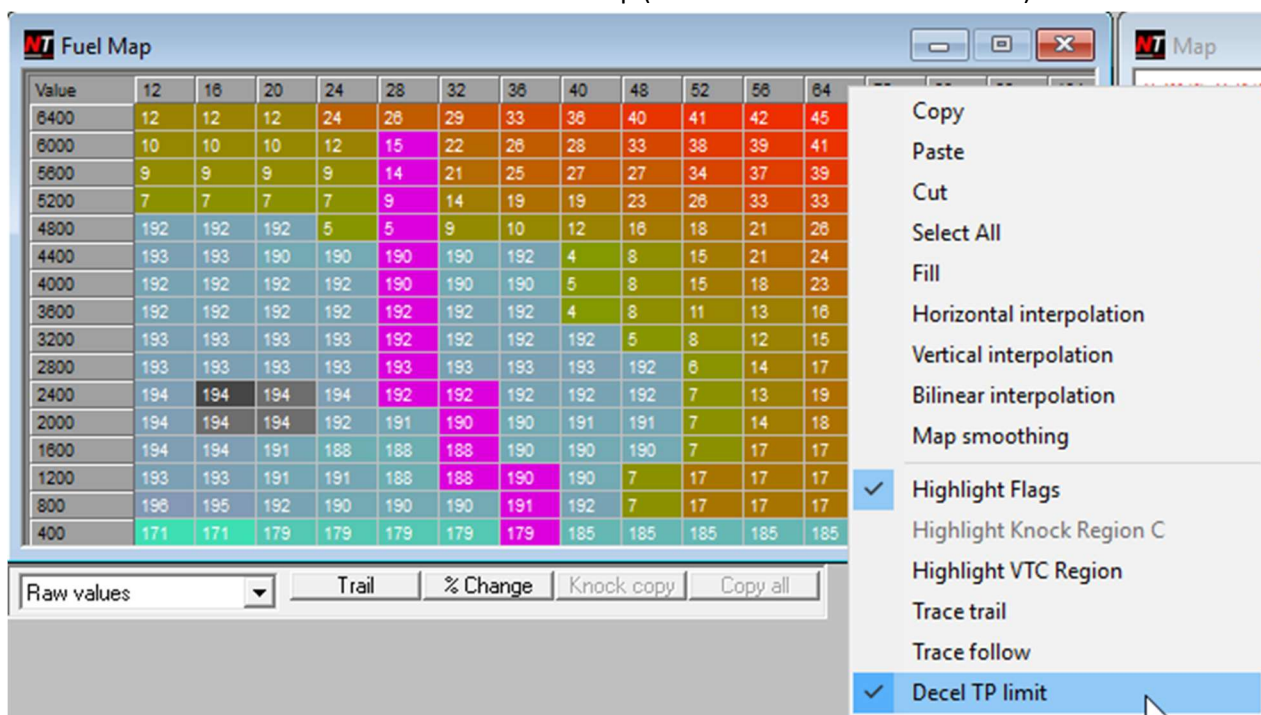 NT Fuel Map
NT Map
Value 12 16 20 24 28 32 36 40 48 52 56 64
6400 12 12 12 24 26 29 33 36 40 41 42 45
6000 10 10 10 12 15 22 26 28 33 38 39 41
5600 9 9 9 9 14 21 25 27 27 34 37 39
5200 7 7 7 7 9 14 19 19 23 26 33 33
4800 192 192 192 5 5 9 10 12 16 18 21 26
4400 193 193 190 190 190 190 192 4 8 15 21 24
4000 192 192 192 192 190 190 190 5 8 15 18 23
3600 192 192 192 192 192 192 192 4 8 11 13 16
3200 193 193 193 193 192 192 192 192 5 8 12 15
2800 193 193 193 193 193 193 193 193 192 6 14 17
2400 194 194 194 194 192 192 192 192 192 7 13 19
2000 194 194 194 192 191 190 190 191 191 7 14 18
1600 194 194 191 188 188 188 190 190 190 7 17 17
1200 193 193 191 191 188 188 190 190 7 17 17 17
800 196 195 192 190 190 190 191 192 7 17 17 17
400 171 171 179 179 179 179 179 185 185 185 185 185
Raw values Trail % Change Knock copy Copy all
Copy
Paste
Cut
Select All
Fill
Horizontal interpolation
Vertical interpolation
Bilinear interpolation
Map smoothing
Highlight Flags
Highlight Knock Region C
Highlight VTC Region
Trace trail
Trace follow
Decel TP limit